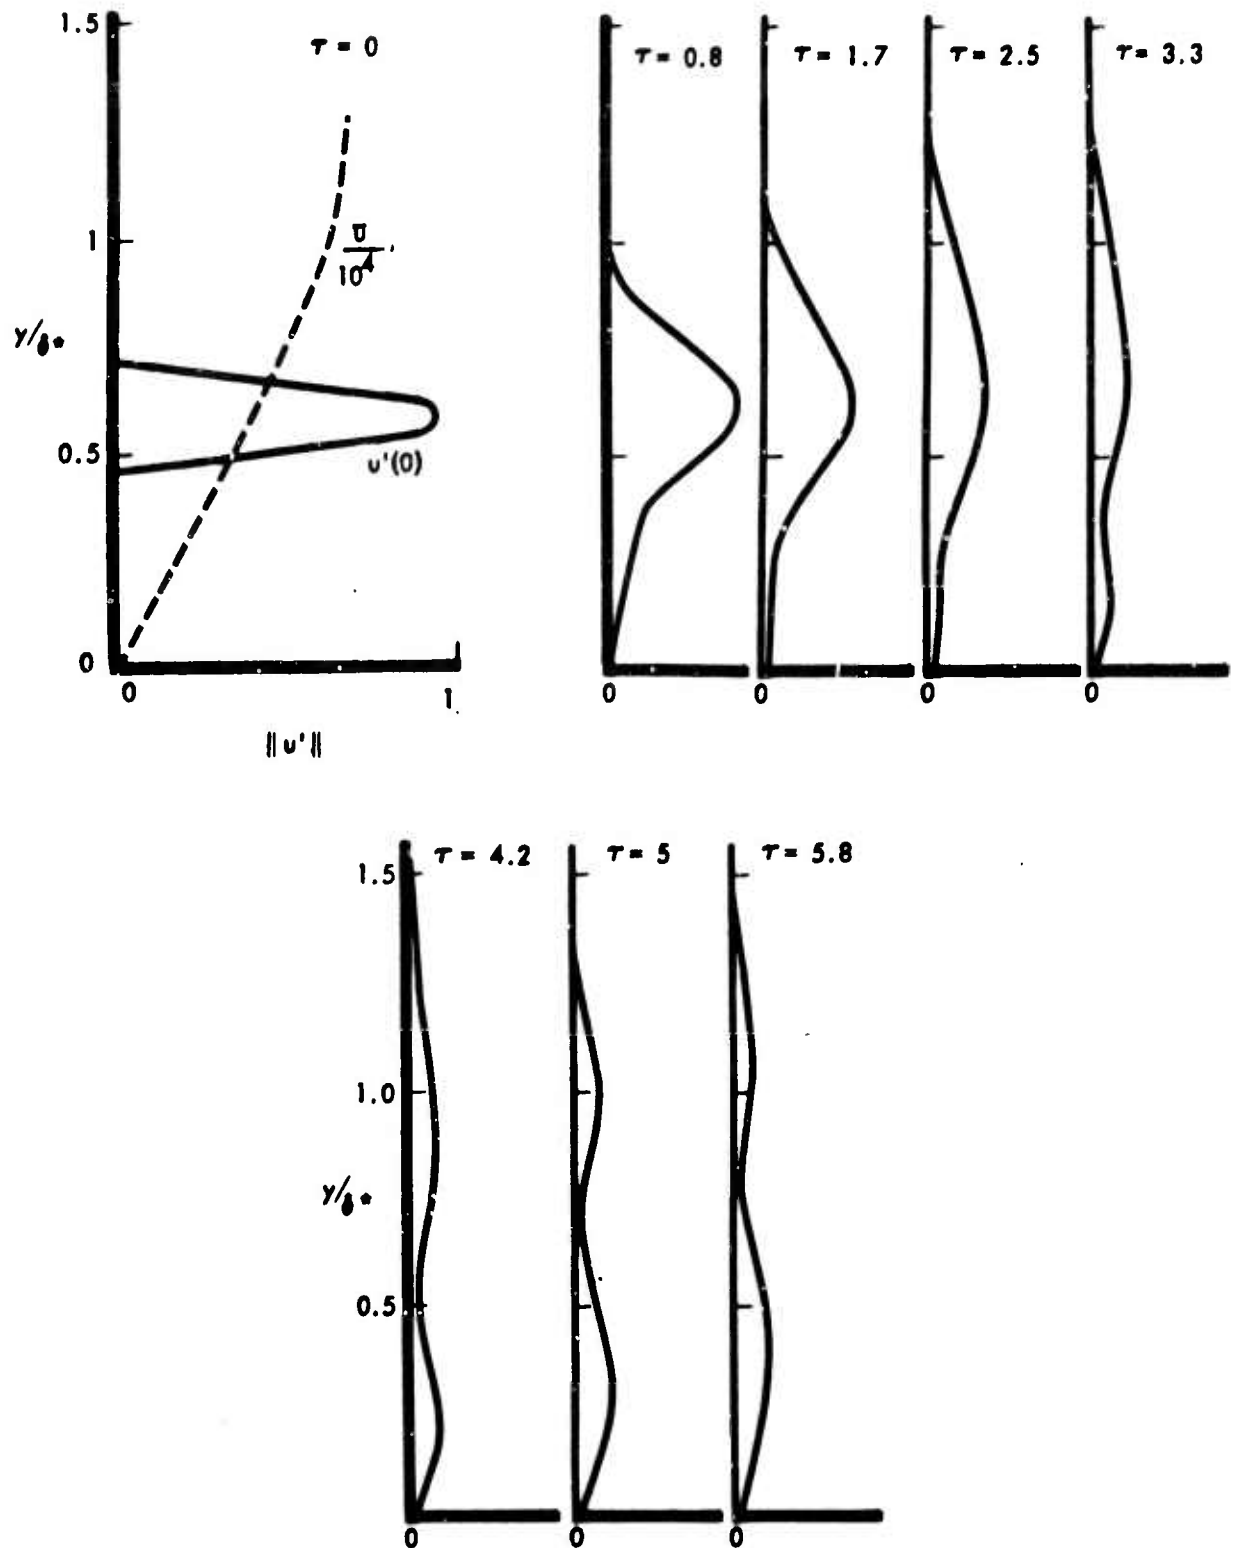 1.5
τ = 0
τ = 0.8
τ = 1.7
τ = 2.5
τ = 3.3
1
U̅
10⁴
y/δ*
0.5
u'(0)
0
0
1
‖u'‖
0
0
0
0
τ = 4.2
τ = 5
τ = 5.8
1.5
1.0
y/δ*
0.5
0
0
0